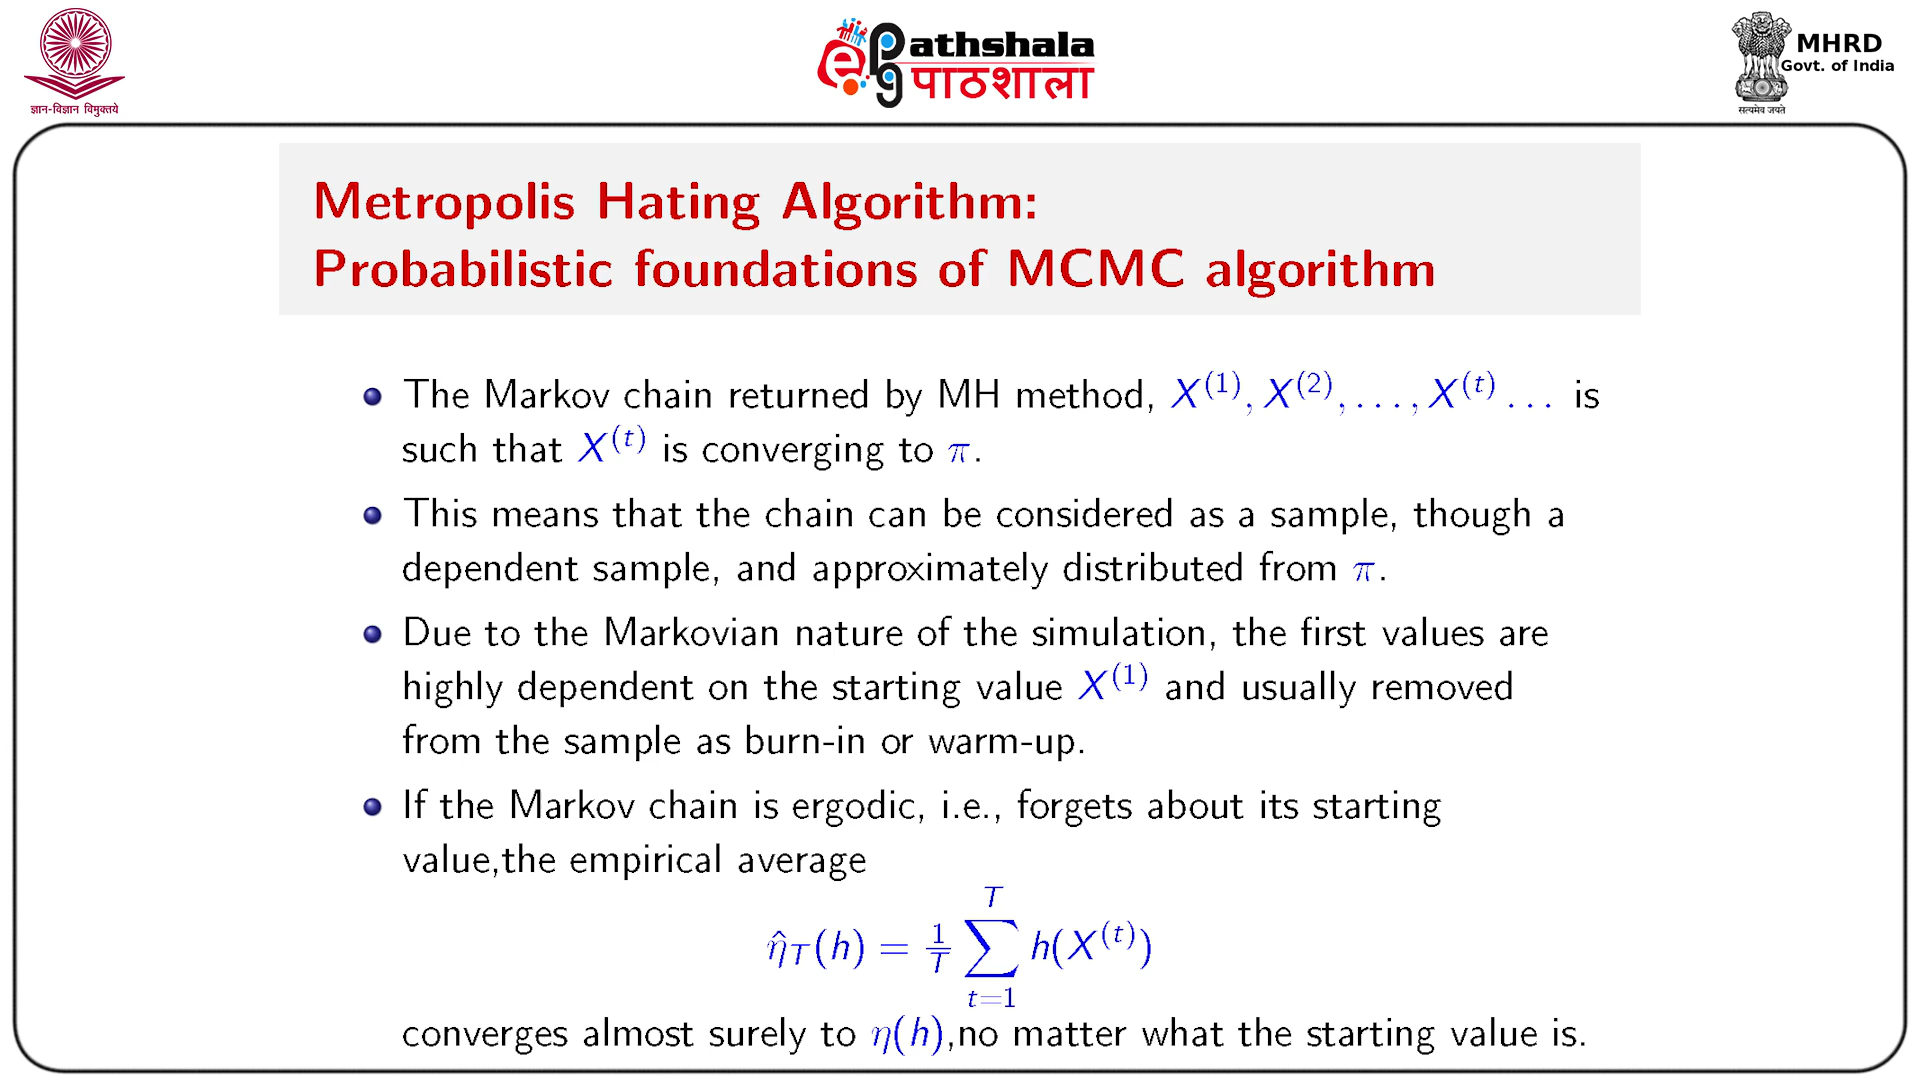 ज्ञान-विज्ञान विमुक्तये
ePG Pathshala
पाठशाला
MHRD
Govt. of India
सत्यमेव जयते
Metropolis Hating Algorithm:
Probabilistic foundations of MCMC algorithm
The Markov chain returned by MH method, X^(1), X^(2), . . . , X^(t) . . . is
such that X^(t) is converging to π.
This means that the chain can be considered as a sample, though a
dependent sample, and approximately distributed from π.
Due to the Markovian nature of the simulation, the first values are
highly dependent on the starting value X^(1) and usually removed
from the sample as burn-in or warm-up.
If the Markov chain is ergodic, i.e., forgets about its starting
value,the empirical average
η̂_T(h) = 1/T ∑_{t=1}^{T} h(X^(t))
converges almost surely to η(h),no matter what the starting value is.